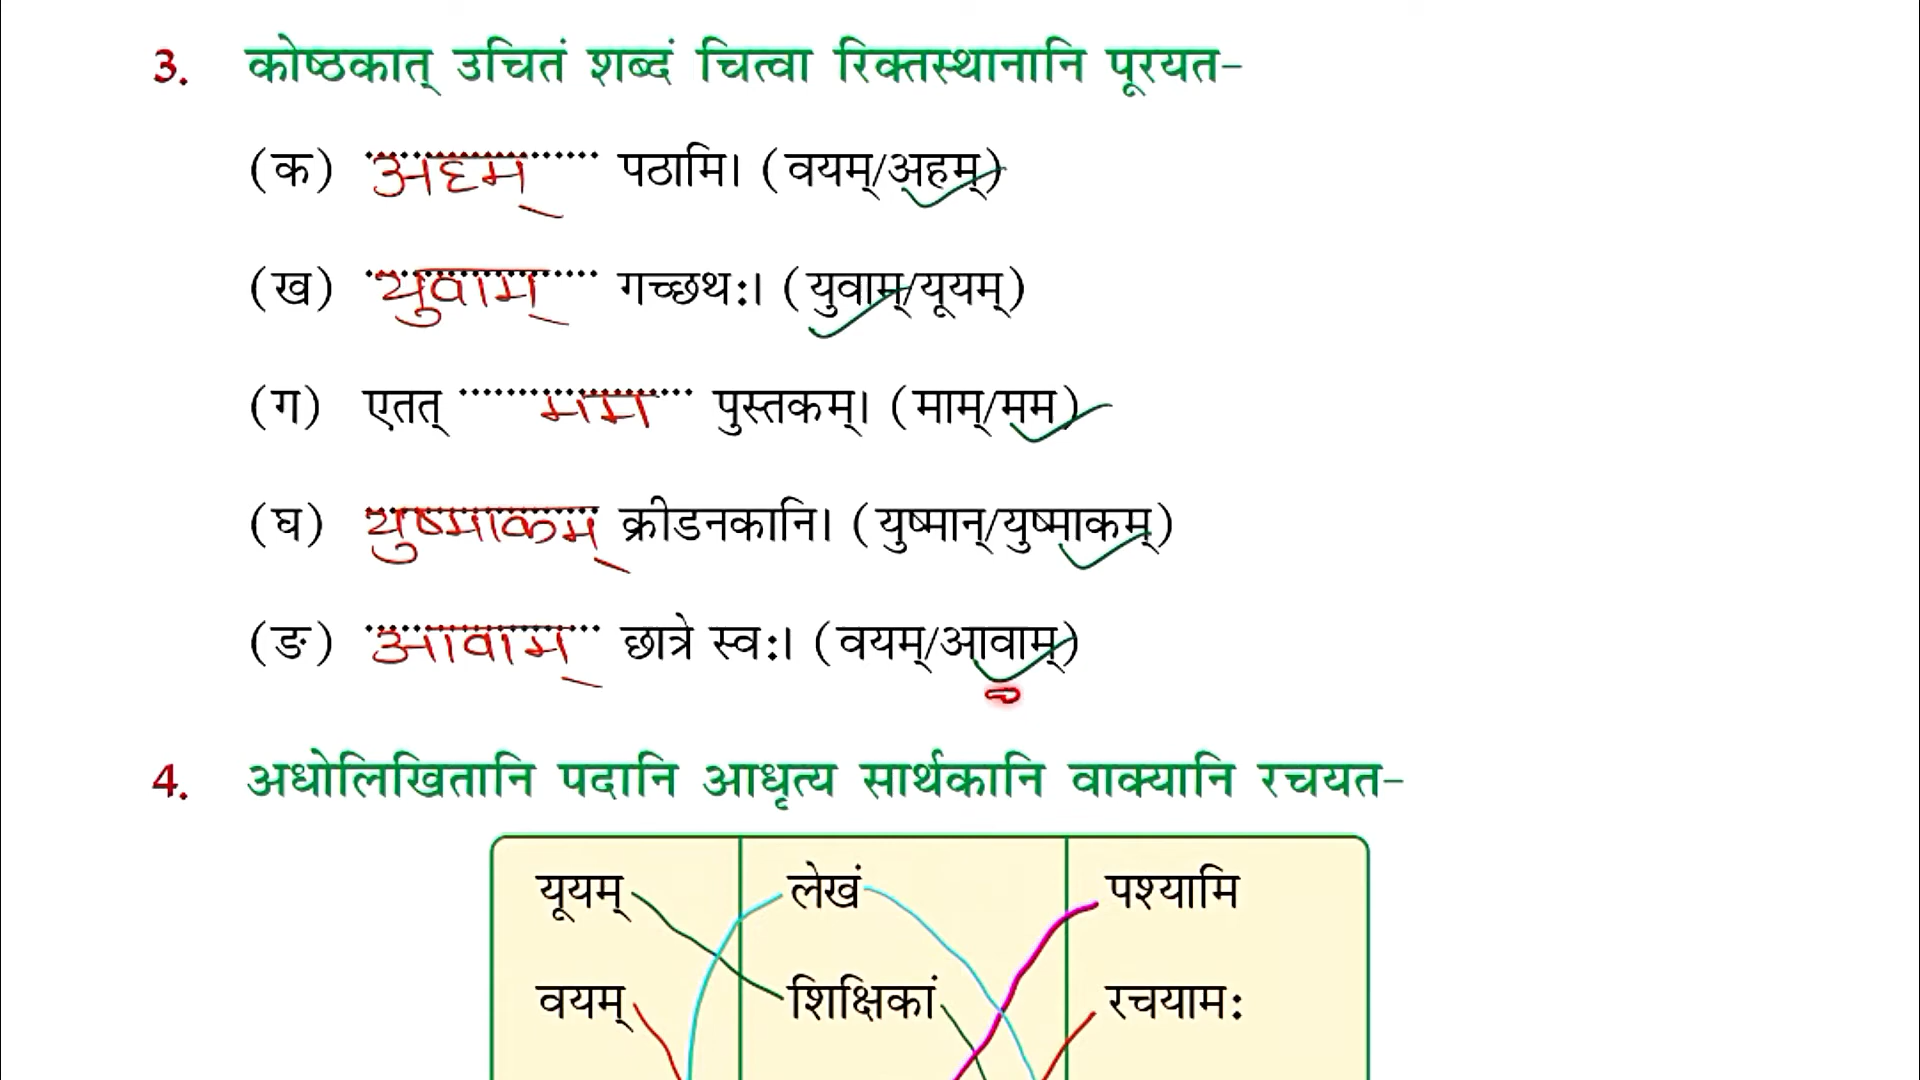 3. कोष्ठकात् उचितं शब्दं चित्वा रिक्तस्थानानि पूरयत-
(क) अहम् पठामि। (वयम्/अहम्)
(ख) युवाम् गच्छथः। (युवाम्/यूयम्)
(ग) एतत् मम पुस्तकम्। (माम्/मम)
(घ) युष्माकम् क्रीडनकानि। (युष्मान्/युष्माकम्)
(ङ) आवाम् छात्रे स्वः। (वयम्/आवाम्)
4. अधोलिखितानि पदानि आधृत्य सार्थकानि वाक्यानि रचयत-
यूयम् लेखं पश्यामि
वयम् शिक्षिकां रचयामः